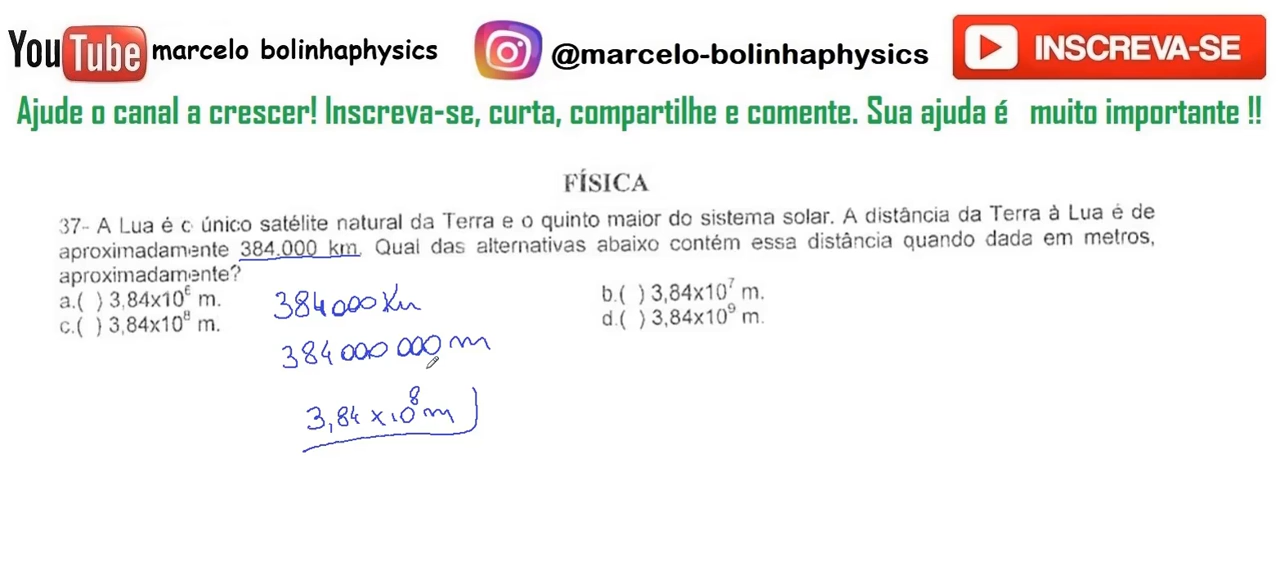 YouTube marcelo bolinhaphysics @marcelo-bolinhaphysics INSCREVA-SE
Ajude o canal a crescer! Inscreva-se, curta, compartilhe e comente. Sua ajuda é muito importante !!
FÍSICA
37- A Lua é o único satélite natural da Terra e o quinto maior do sistema solar. A distância da Terra à Lua é de
aproximadamente 384.000 km. Qual das alternativas abaixo contém essa distância quando dada em metros,
aproximadamente?
a.( ) 3,84x10⁶ m. b.( ) 3,84x10⁷ m.
c.( ) 3,84x10⁸ m. d.( ) 3,84x10⁹ m.
384000 Km
384 000 000, m
3,84 x 10⁸ m